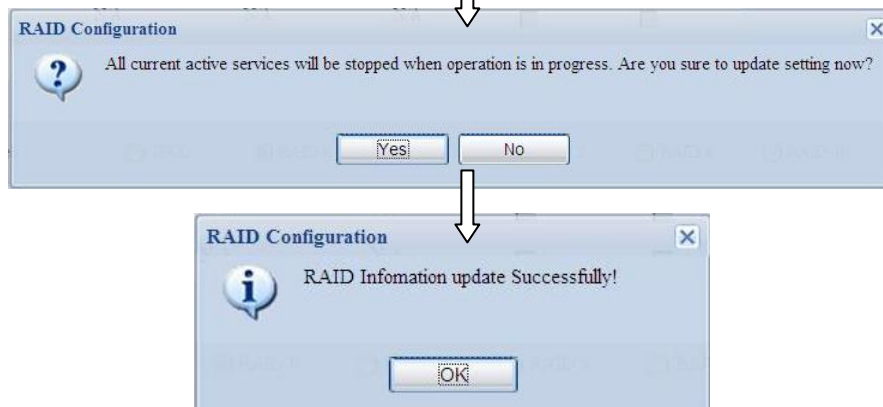 RAID Configuration
All current active services will be stopped when operation is in progress. Are you sure to update setting now?
Yes No
RAID Configuration
RAID Infomation update Successfully!
OK